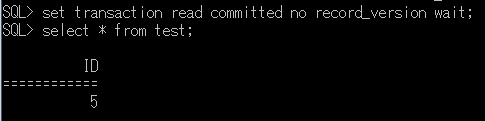 SQL> set transaction read committed no record_version wait;
SQL> select * from test;
ID
============
5